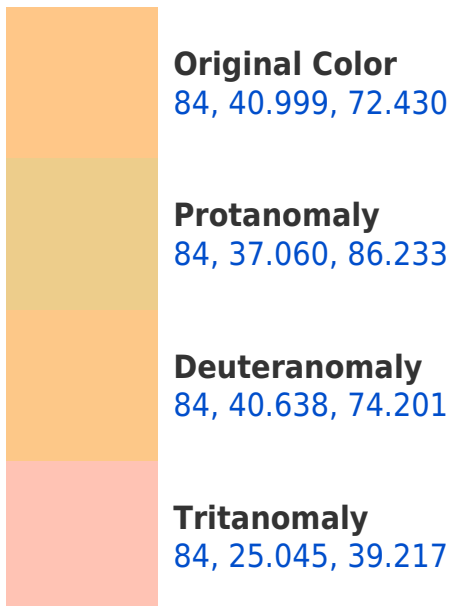 Original Color
84, 40.999, 72.430
Protanomaly
84, 37.060, 86.233
Deuteranomaly
84, 40.638, 74.201
Tritanomaly
84, 25.045, 39.217